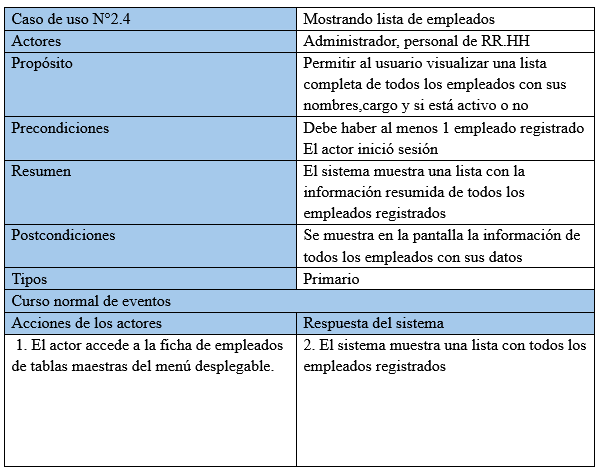 Caso de uso N°2.4
Mostrando lista de empleados
Actores
Administrador, personal de RR.HH
Propósito
Permitir al usuario visualizar una lista
completa de todos los empleados con sus
nombres,cargo y si está activo o no
Precondiciones
Debe haber al menos 1 empleado registrado
El actor inició sesión
Resumen
El sistema muestra una lista con la
información resumida de todos los
empleados registrados
Postcondiciones
Se muestra en la pantalla la información de
todos los empleados con sus datos
Tipos
Primario
Curso normal de eventos
Acciones de los actores
Respuesta del sistema
1. El actor accede a la ficha de empleados
de tablas maestras del menú desplegable.
2. El sistema muestra una lista con todos los
empleados registrados